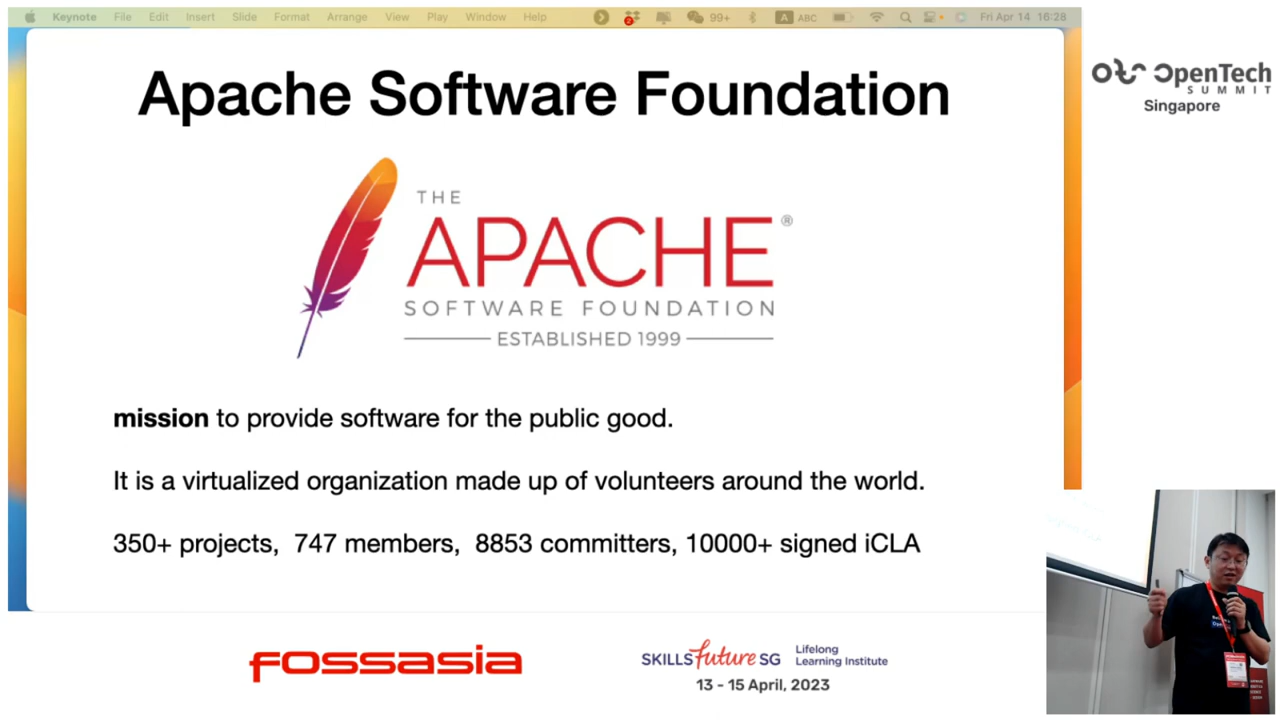 Keynote File Edit Insert Slide Format Arrange View Play Window Help 2 99+ A ABC Fri Apr 14 16:28
Apache Software Foundation
THE
APACHE®
SOFTWARE FOUNDATION
ESTABLISHED 1999
mission to provide software for the public good.
It is a virtualized organization made up of volunteers around the world.
350+ projects, 747 members, 8853 committers, 10000+ signed iCLA
OpenTech
SUMMIT
Singapore
FOSSASIA
SKILLSfuture SG
Lifelong
Learning Institute
13 - 15 April, 2023